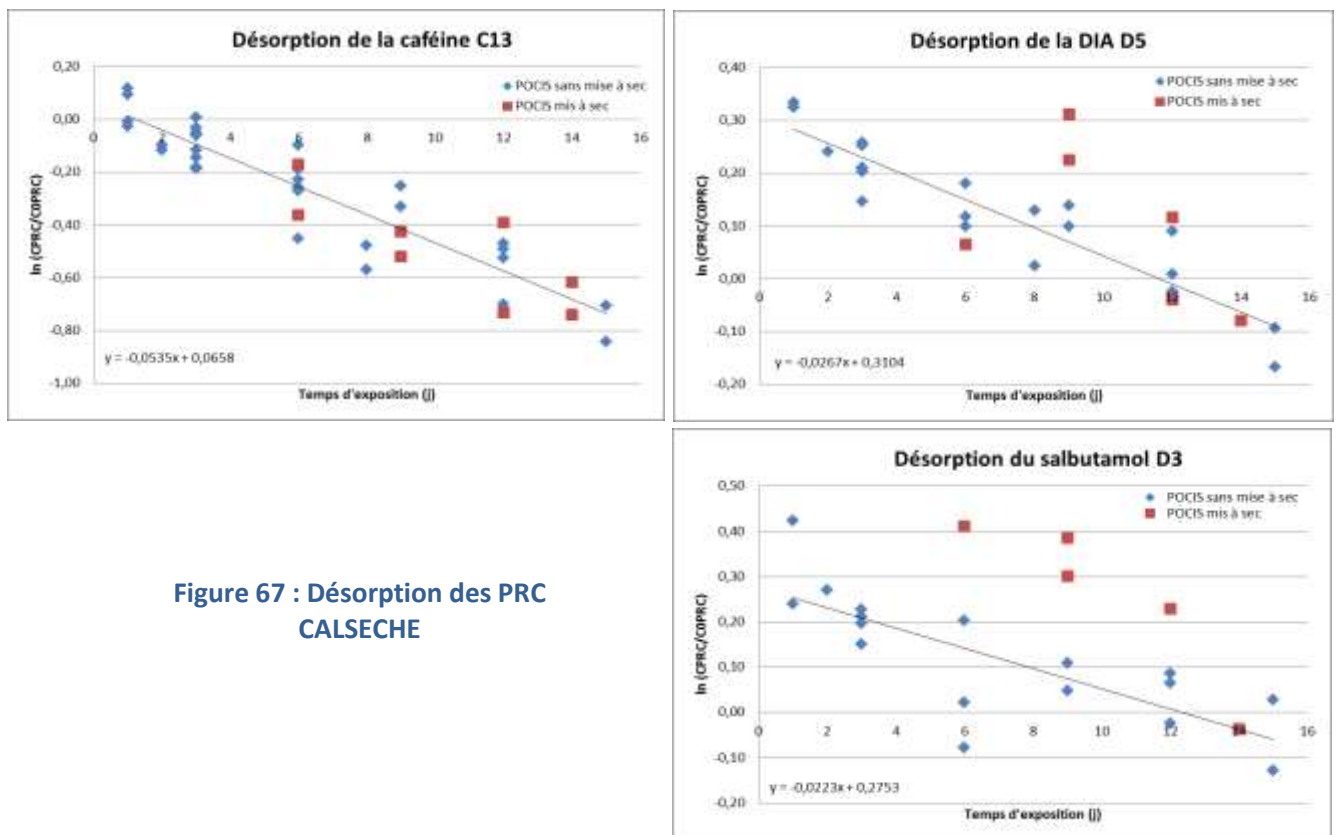 Désorption de la caféine C13
POCIS sans mise à sec
POCIS mis à sec
ln (CPRC/C0PRC)
0,20
0,00
-0,20
-0,40
-0,60
-0,80
-1,00
0 2 4 6 8 10 12 14 16
y = -0,0535x + 0,0658
Temps d'exposition (j)
Désorption de la DIA D5
POCIS sans mise à sec
POCIS mis à sec
ln (CPRC/C0PRC)
0,40
0,30
0,20
0,10
0,00
-0,10
-0,20
0 2 4 6 8 10 12 14 16
y = -0,0267x + 0,3104
Temps d'exposition (j)
Figure 67 : Désorption des PRC
CALSECHE
Désorption du salbutamol D3
POCIS sans mise à sec
POCIS mis à sec
ln (CPRC/C0PRC)
0,50
0,40
0,30
0,20
0,10
0,00
-0,10
-0,20
0 2 4 6 8 10 12 14 16
y = -0,0223x + 0,2753
Temps d'exposition (j)